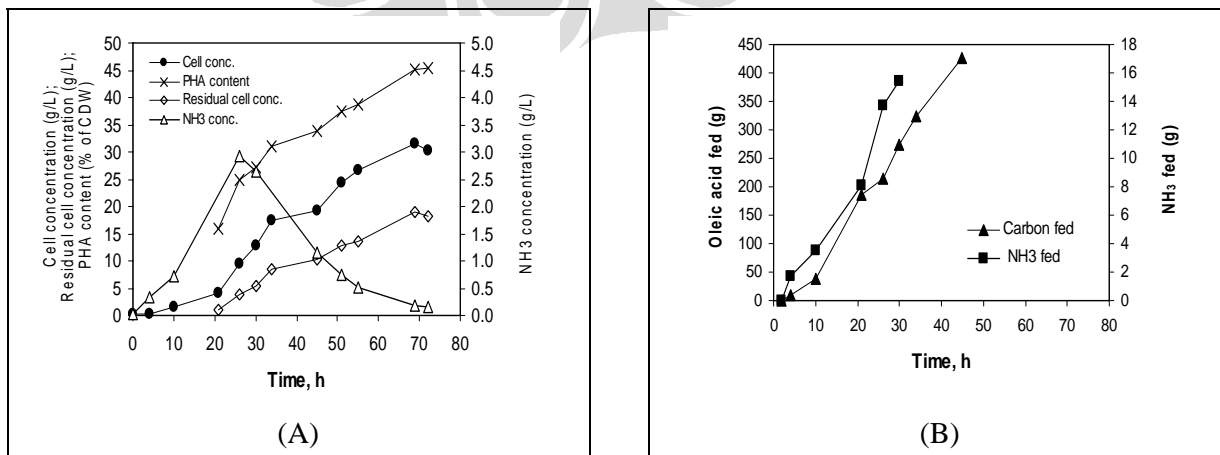 Cell concentration (g/L);
Residual cell concentration (g/L);
PHA content (% of CDW)
50
45
40
35
30
25
20
15
10
5
0
Cell conc.
PHA content
Residual cell conc.
NH3 conc.
5.0
4.5
4.0
3.5
3.0
2.5
2.0
1.5
1.0
0.5
0.0
NH3 concentration (g/L)
0 10 20 30 40 50 60 70 80
Time, h
(A)
Oleic acid fed (g)
450
400
350
300
250
200
150
100
50
0
Carbon fed
NH3 fed
18
16
14
12
10
8
6
4
2
0
NH₃ fed (g)
0 10 20 30 40 50 60 70 80
Time, h
(B)